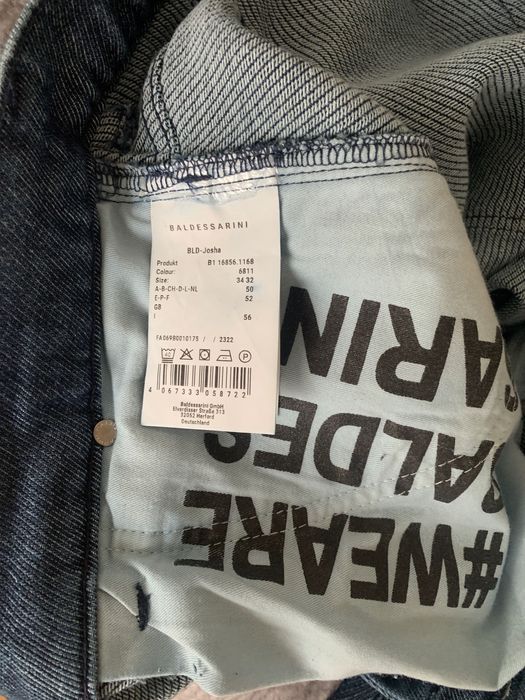 BALDESSARINI
BLD-Josha
Produkt B1 16856.1168
Colour: 6811
Size: 34 32
A-B-CH-D-L-NL 50
E-P-F 52
GB
I 56
FA06980010175 / / 2322
4 067333 058722
Baldessarini GmbH
Elverdisser Straße 313
32052 Herford
Deutschland
#WEARE
BALDES
SARIN